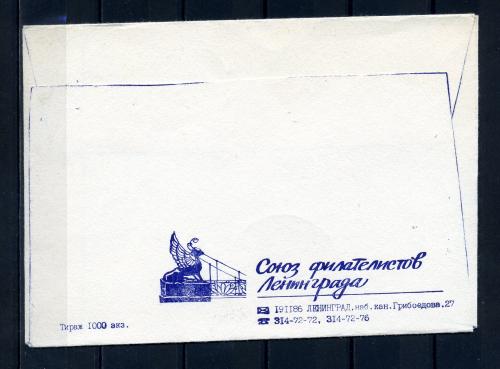 Союз филателистов
Ленинграда
191186 ЛЕНИНГРАД, наб.кан.Грибоедова.27
314-72-72, 314-72-76
Тираж 1000 экз.